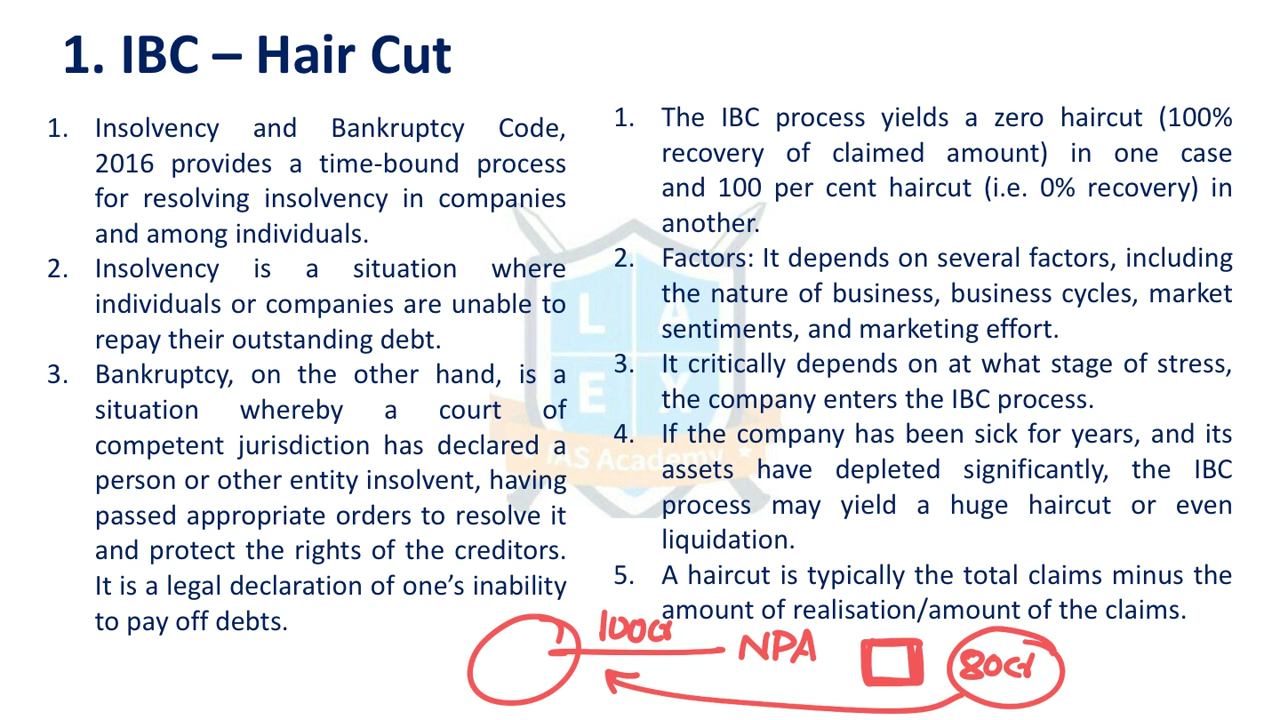 1. IBC – Hair Cut
1. Insolvency and Bankruptcy Code,
2016 provides a time-bound process
for resolving insolvency in companies
and among individuals.
2. Insolvency is a situation where
individuals or companies are unable to
repay their outstanding debt.
3. Bankruptcy, on the other hand, is a
situation whereby a court of
competent jurisdiction has declared a
person or other entity insolvent, having
passed appropriate orders to resolve it
and protect the rights of the creditors.
It is a legal declaration of one’s inability
to pay off debts.
1. The IBC process yields a zero haircut (100%
recovery of claimed amount) in one case
and 100 per cent haircut (i.e. 0% recovery) in
another.
2. Factors: It depends on several factors, including
the nature of business, business cycles, market
sentiments, and marketing effort.
3. It critically depends on at what stage of stress,
the company enters the IBC process.
4. If the company has been sick for years, and its
assets have depleted significantly, the IBC
process may yield a huge haircut or even
liquidation.
5. A haircut is typically the total claims minus the
amount of realisation/amount of the claims.
L A
E X
IAS Academy
100cr
NPA
80cr